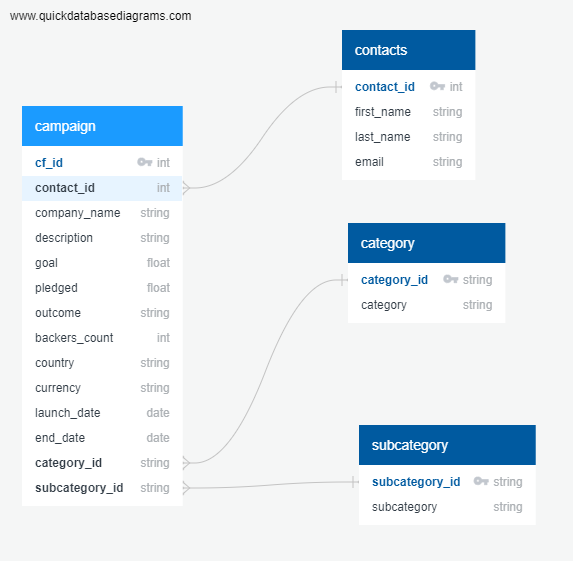 www.quickdatabasediagrams.com
contacts
contact_id int
first_name string
last_name string
email string
campaign
cf_id int
contact_id int
company_name string
description string
goal float
pledged float
outcome string
backers_count int
country string
currency string
launch_date date
end_date date
category_id string
subcategory_id string
category
category_id string
category string
subcategory
subcategory_id string
subcategory string